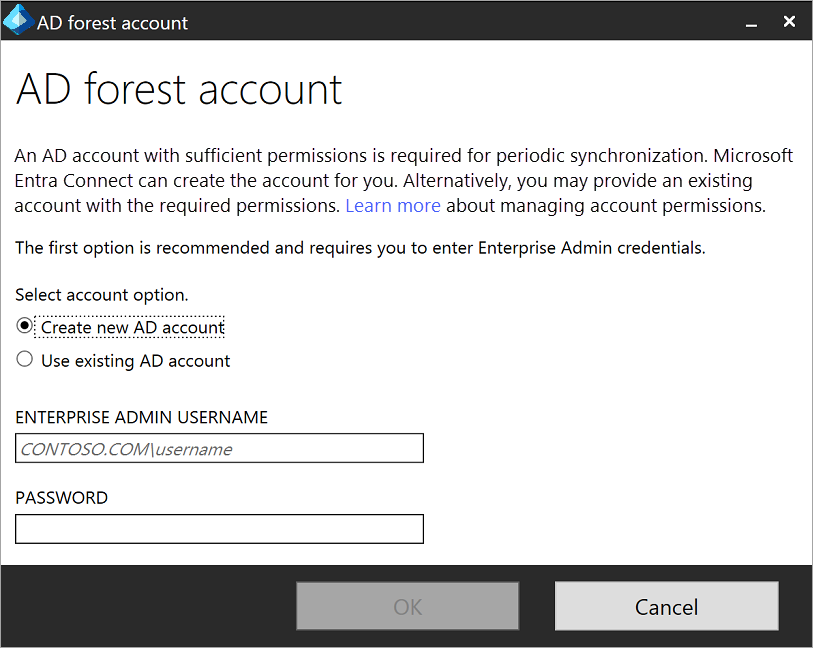 AD forest account
AD forest account
An AD account with sufficient permissions is required for periodic synchronization. Microsoft
Entra Connect can create the account for you. Alternatively, you may provide an existing
account with the required permissions. Learn more about managing account permissions.
The first option is recommended and requires you to enter Enterprise Admin credentials.
Select account option.
Create new AD account
Use existing AD account
ENTERPRISE ADMIN USERNAME
CONTOSO.COM\username
PASSWORD
OK
Cancel